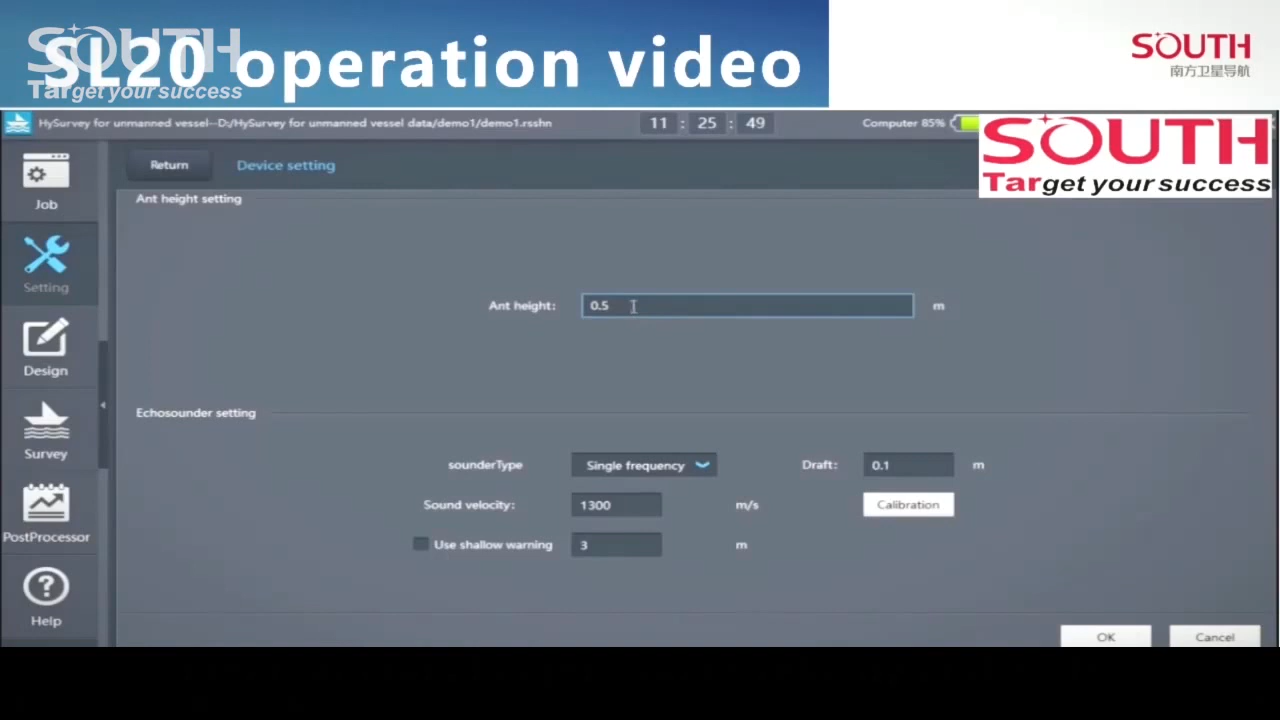 SOUTH
Target your success
SL20 operation video
SOUTH
南方卫星导航
HySurvey for unmanned vessel--D:/HySurvey for unmanned vessel data/demo1/demo1.rsshn
11 : 25 : 49
Computer 85%
SOUTH
Target your success
Job
Setting
Design
Survey
PostProcessor
Help
Return
Device setting
Ant height setting
Ant height: 0.5 m
Echosounder setting
sounderType Single frequency Draft: 0.1 m
Sound velocity: 1300 m/s Calibration
Use shallow warning 3 m
OK Cancel